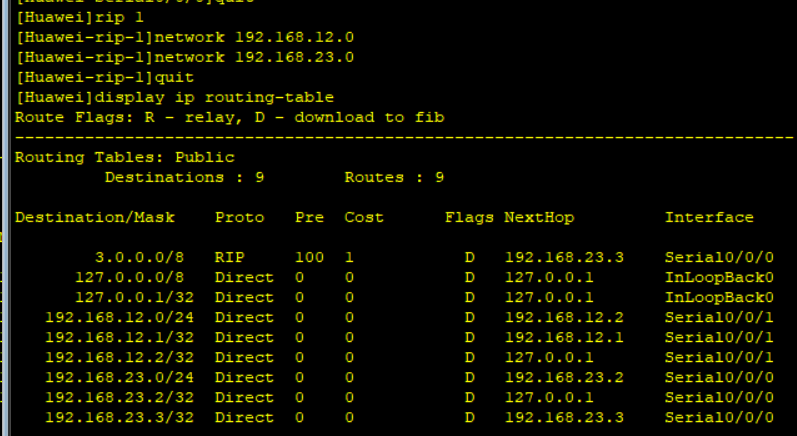 [Huawei]rip 1
[Huawei-rip-1]network 192.168.12.0
[Huawei-rip-1]network 192.168.23.0
[Huawei-rip-1]quit
[Huawei]display ip routing-table
Route Flags: R - relay, D - download to fib
------------------------------------------------------------------------------
Routing Tables: Public
         Destinations : 9        Routes : 9

Destination/Mask    Proto   Pre  Cost      Flags NextHop         Interface

        3.0.0.0/8   RIP     100  1           D   192.168.23.3    Serial0/0/0
      127.0.0.0/8   Direct  0    0           D   127.0.0.1       InLoopBack0
      127.0.0.1/32  Direct  0    0           D   127.0.0.1       InLoopBack0
   192.168.12.0/24  Direct  0    0           D   192.168.12.2    Serial0/0/1
   192.168.12.1/32  Direct  0    0           D   192.168.12.1    Serial0/0/1
   192.168.12.2/32  Direct  0    0           D   127.0.0.1       Serial0/0/1
   192.168.23.0/24  Direct  0    0           D   192.168.23.2    Serial0/0/0
   192.168.23.2/32  Direct  0    0           D   127.0.0.1       Serial0/0/0
   192.168.23.3/32  Direct  0    0           D   192.168.23.3    Serial0/0/0